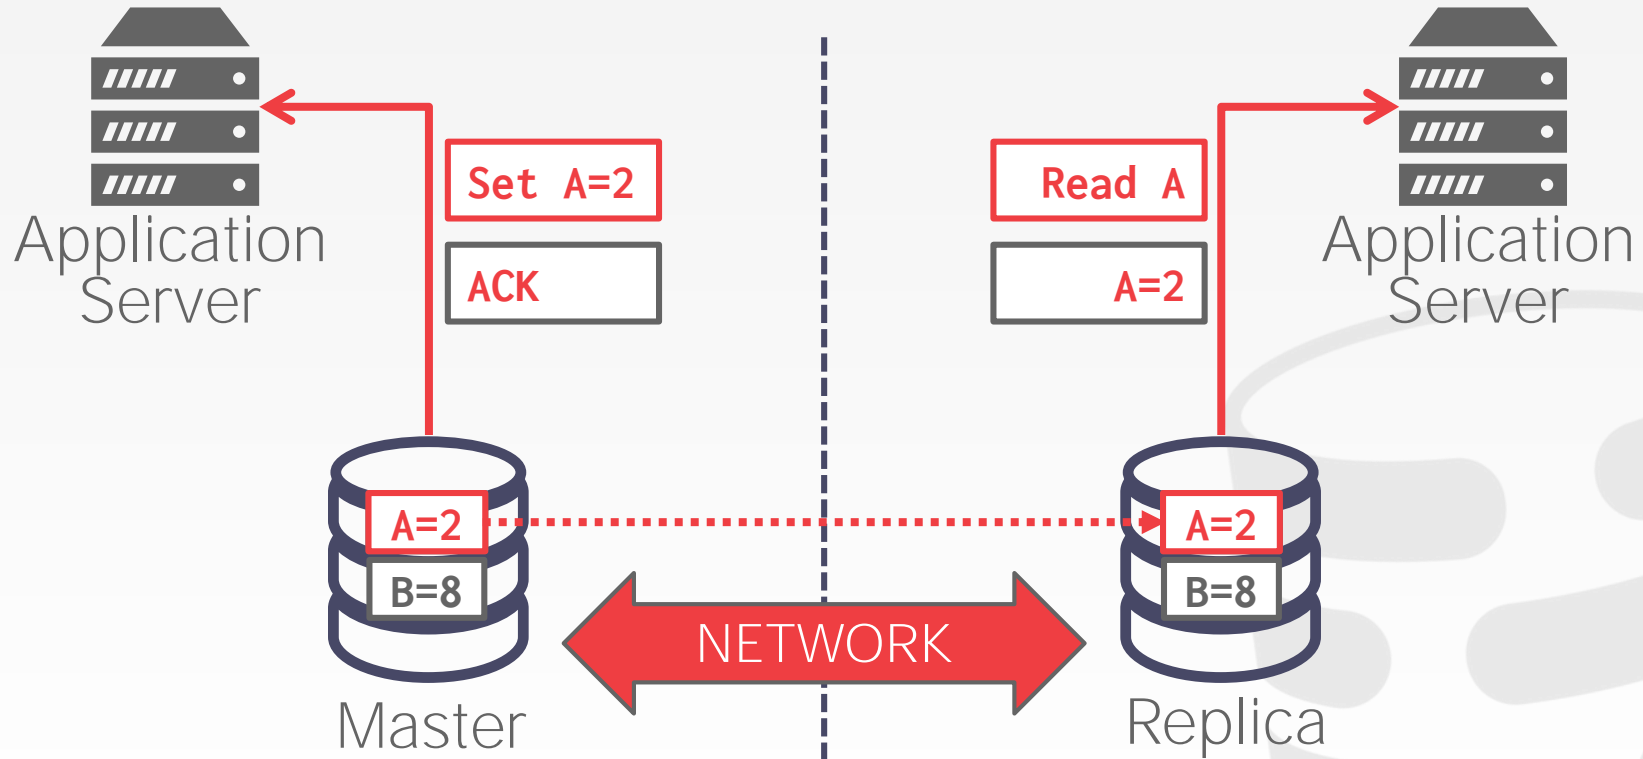 Set A=2
ACK
Application
Server
A=2
B=8
Master
NETWORK
Read A
A=2
Application
Server
A=2
B=8
Replica